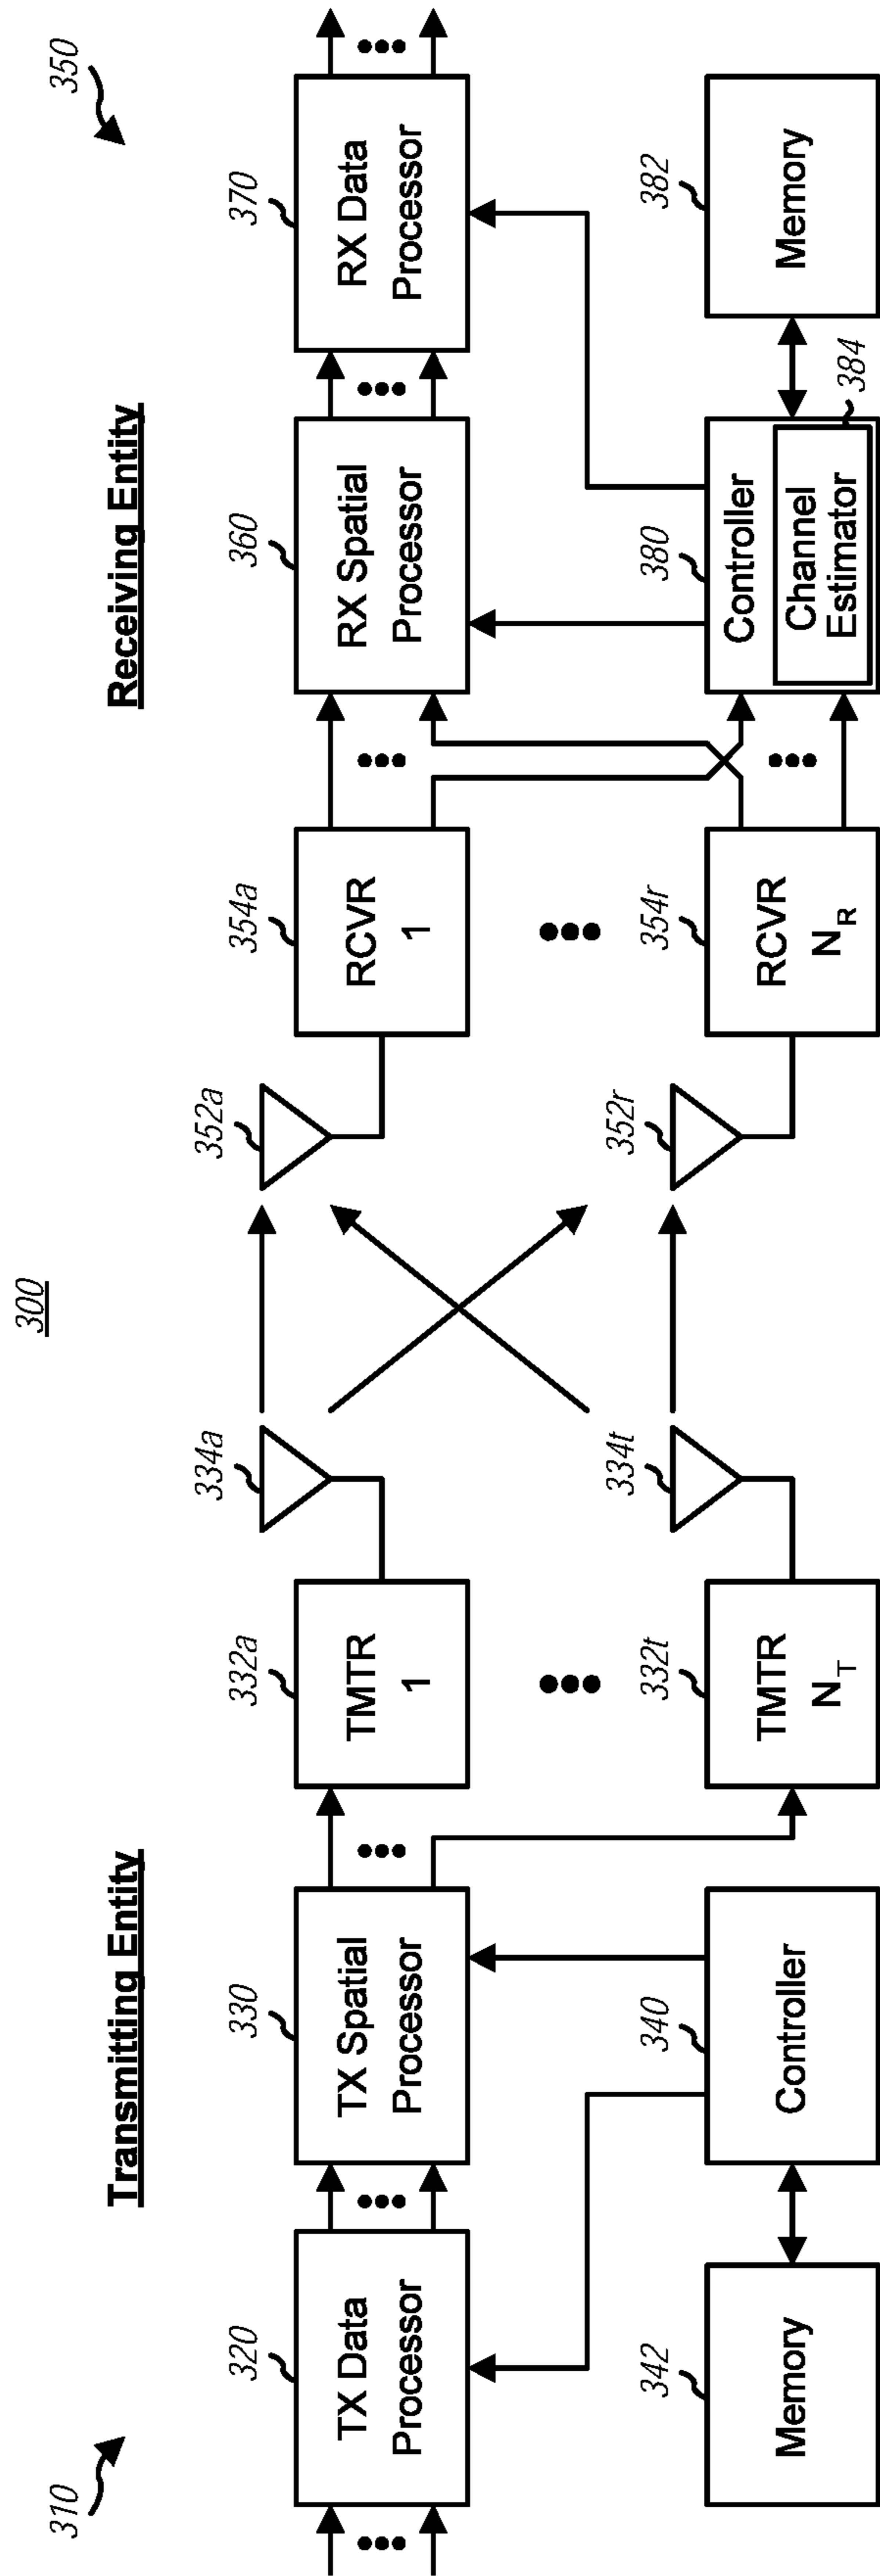 300
310
Transmitting Entity
Receiving Entity
350
320
TX Data
Processor
330
TX Spatial
Processor
332a
TMTR
1
334a
352a
354a
RCVR
1
360
RX Spatial
Processor
370
RX Data
Processor
342
Memory
340
Controller
332t
TMTR
N_T
334t
352r
354r
RCVR
N_R
380
Controller
Channel
Estimator
384
382
Memory